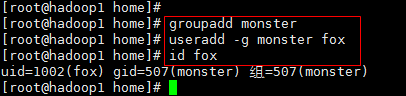 [root@hadoop1 home]#
[root@hadoop1 home]# groupadd monster
[root@hadoop1 home]# useradd -g monster fox
[root@hadoop1 home]# id fox
uid=1002(fox) gid=507(monster) 组=507(monster)
[root@hadoop1 home]#